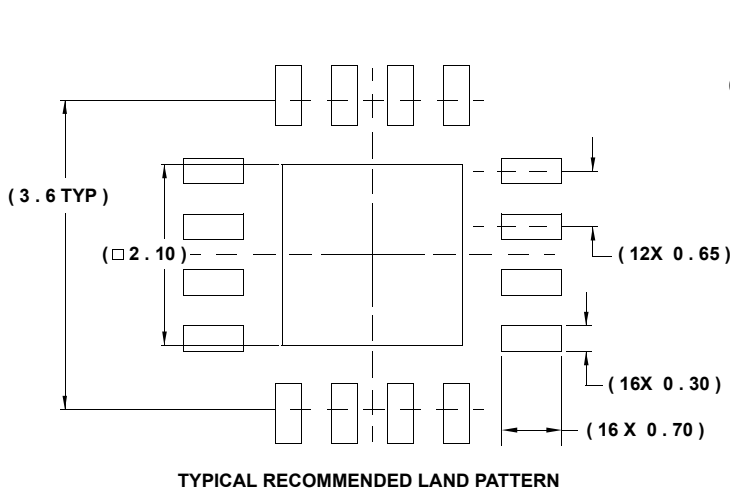 ( 3 . 6 TYP )
( □ 2 . 10 )
( 12X 0 . 65 )
( 16X 0 . 30 )
( 16 X 0 . 70 )
TYPICAL RECOMMENDED LAND PATTERN